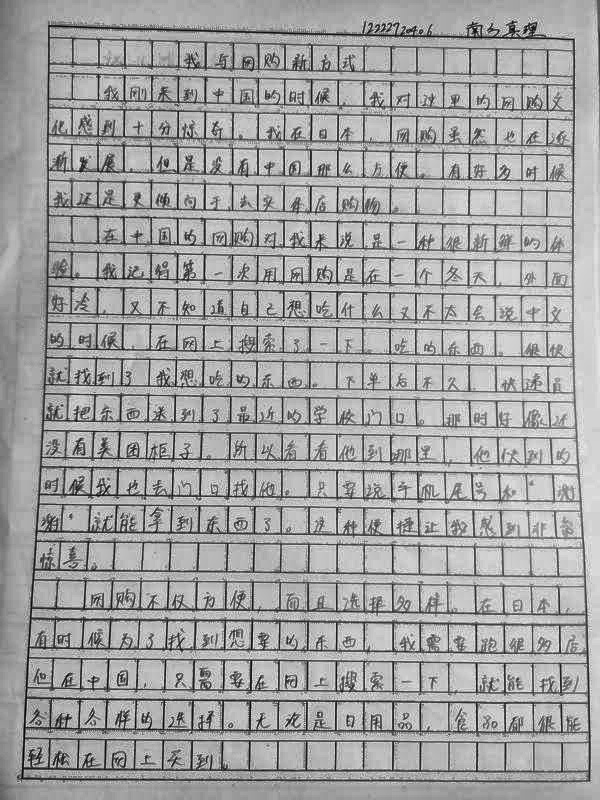 1222720406 南乃真理
我与网购新方式
我刚来到中国的时候，我对这里的网购文
化感到十分惊奇。我在日本，网购虽然也在逐
渐发展，但是没有中国那么方便。有好多时候
我还是更倾向于去实体店购物。
在中国的网购对我来说是一种很新鲜的体
验。我记得第一次用网购是在一个冬天，外面
好冷，又不知道自己想吃什么又不太会说中文
的时候，在网上搜索了一下。吃的东西。很快
就找到了我想吃的东西。下单后不久，快递员
就把东西送到了最近的学校门口。那时好像还
没有美团柜子。所以看看他到哪里，他快到的
时候我也去门口找他。只要说手机尾号和“谢
谢”就能拿到东西了。这种便捷让我感到非常
惊喜。
网购不仅方便，而且选择多样。在日本，
有时候为了找到想要的东西，我需要跑很多店，
但在中国，只需要在网上搜索一下，就能找到
各种各样的选择。无论是日用品，食品都很能
轻松在网上买到。